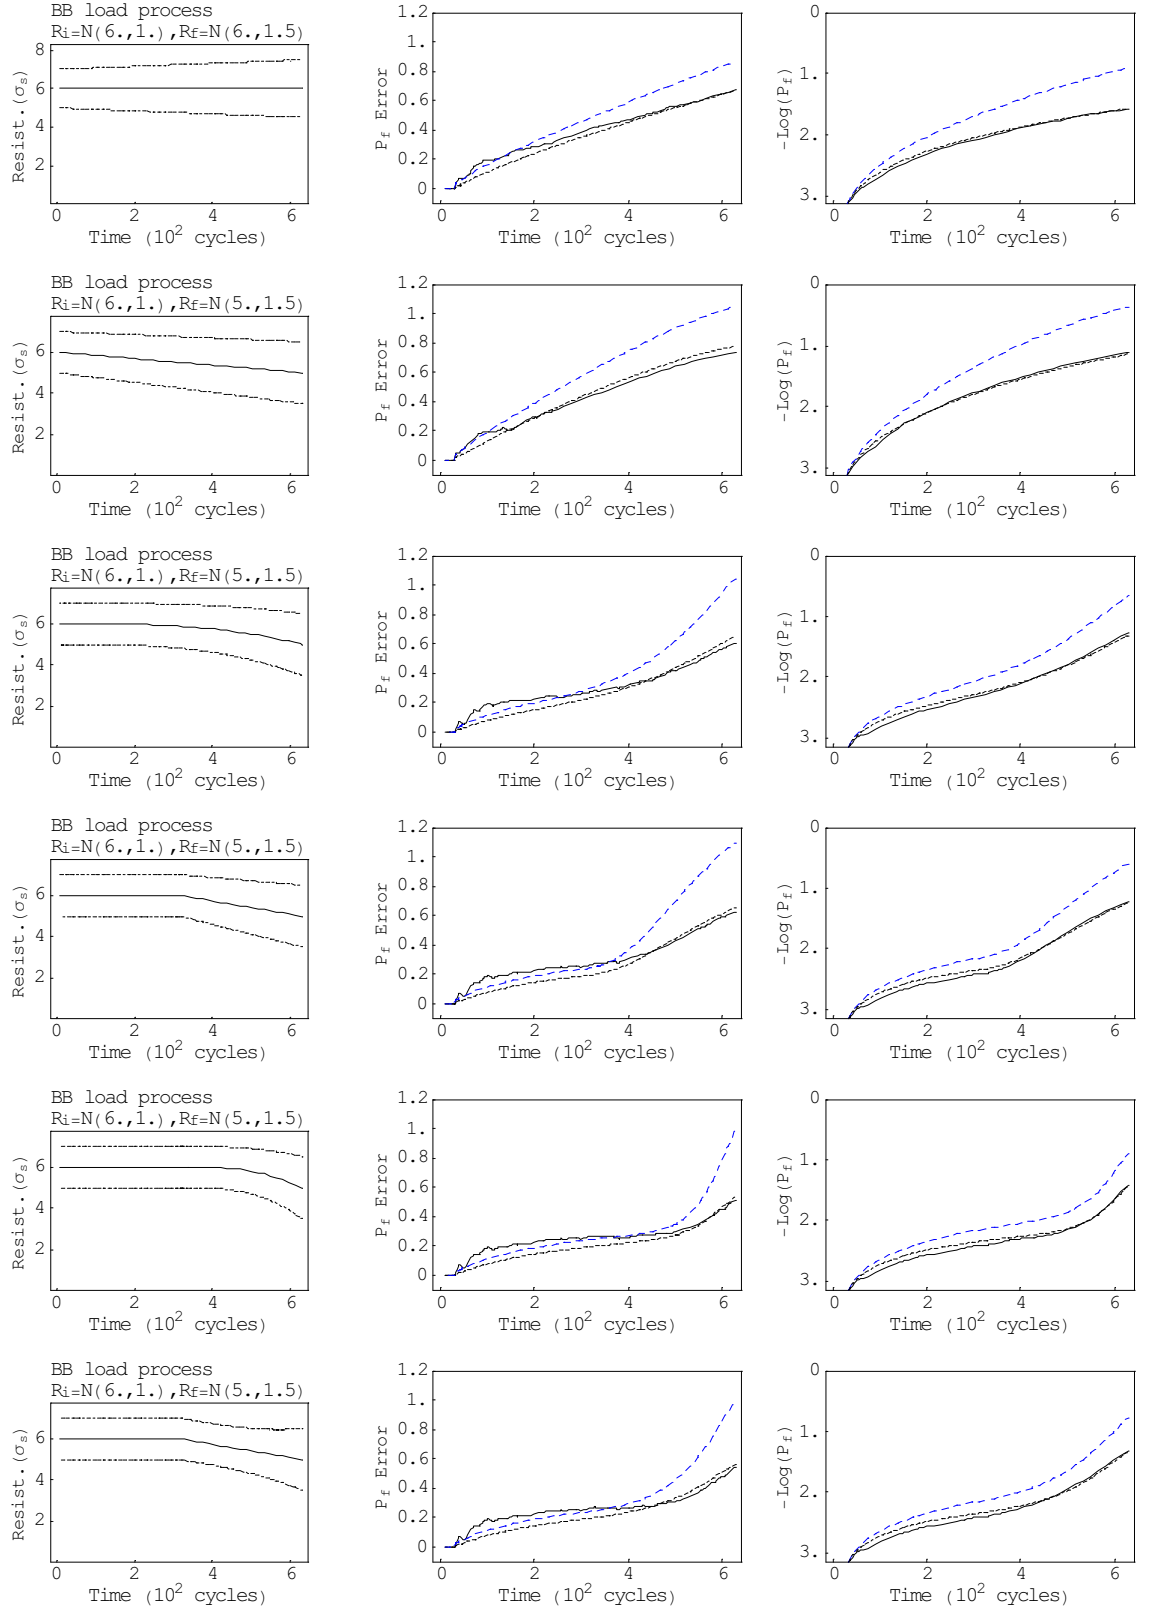 BB load process
Ri=N(6.,1.),Rf=N(6.,1.5)
Resist.(σs)
8
6
4
2
0 2 4 6
Time (10² cycles)
Pf Error
1.2
1.
0.8
0.6
0.4
0.2
0
0 2 4 6
Time (10² cycles)
-Log(Pf)
0
1.
2.
3.
0 2 4 6
Time (10² cycles)
BB load process
Ri=N(6.,1.),Rf=N(5.,1.5)
Resist.(σs)
6
4
2
0 2 4 6
Time (10² cycles)
Pf Error
1.2
1.
0.8
0.6
0.4
0.2
0
0 2 4 6
Time (10² cycles)
-Log(Pf)
0
1.
2.
3.
0 2 4 6
Time (10² cycles)
BB load process
Ri=N(6.,1.),Rf=N(5.,1.5)
Resist.(σs)
6
4
2
0 2 4 6
Time (10² cycles)
Pf Error
1.2
1.
0.8
0.6
0.4
0.2
0
0 2 4 6
Time (10² cycles)
-Log(Pf)
0
1.
2.
3.
0 2 4 6
Time (10² cycles)
BB load process
Ri=N(6.,1.),Rf=N(5.,1.5)
Resist.(σs)
6
4
2
0 2 4 6
Time (10² cycles)
Pf Error
1.2
1.
0.8
0.6
0.4
0.2
0
0 2 4 6
Time (10² cycles)
-Log(Pf)
0
1.
2.
3.
0 2 4 6
Time (10² cycles)
BB load process
Ri=N(6.,1.),Rf=N(5.,1.5)
Resist.(σs)
6
4
2
0 2 4 6
Time (10² cycles)
Pf Error
1.2
1.
0.8
0.6
0.4
0.2
0
0 2 4 6
Time (10² cycles)
-Log(Pf)
0
1.
2.
3.
0 2 4 6
Time (10² cycles)
BB load process
Ri=N(6.,1.),Rf=N(5.,1.5)
Resist.(σs)
6
4
2
0 2 4 6
Time (10² cycles)
Pf Error
1.2
1.
0.8
0.6
0.4
0.2
0
0 2 4 6
Time (10² cycles)
-Log(Pf)
0
1.
2.
3.
0 2 4 6
Time (10² cycles)